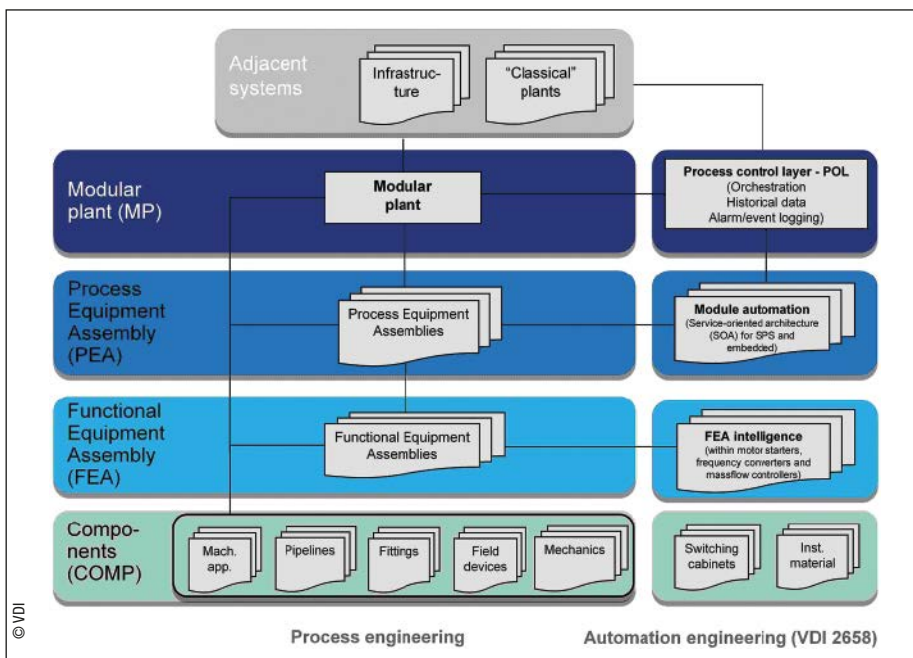 Adjacent
systems
Infrastruc-
ture
"Classical"
plants
Modular
plant (MP)
Modular
plant
Process control layer - POL
(Orchestration
Historical data
Alarm/event logging)
Process
Equipment
Assembly
(PEA)
Process Equipment
Assemblies
Module automation
(Service-oriented architecture
(SOA) for SPS and
embedded)
Functional
Equipment
Assembly
(FEA)
Functional Equipment
Assemblies
FEA intelligence
(within motor starters,
frequency converters and
massflow controllers)
Compo-
nents
(COMP)
Mach.
app.
Pipelines
Fittings
Field
devices
Mechanics
Switching
cabinets
Inst.
material
© VDI
Process engineering
Automation engineering (VDI 2658)